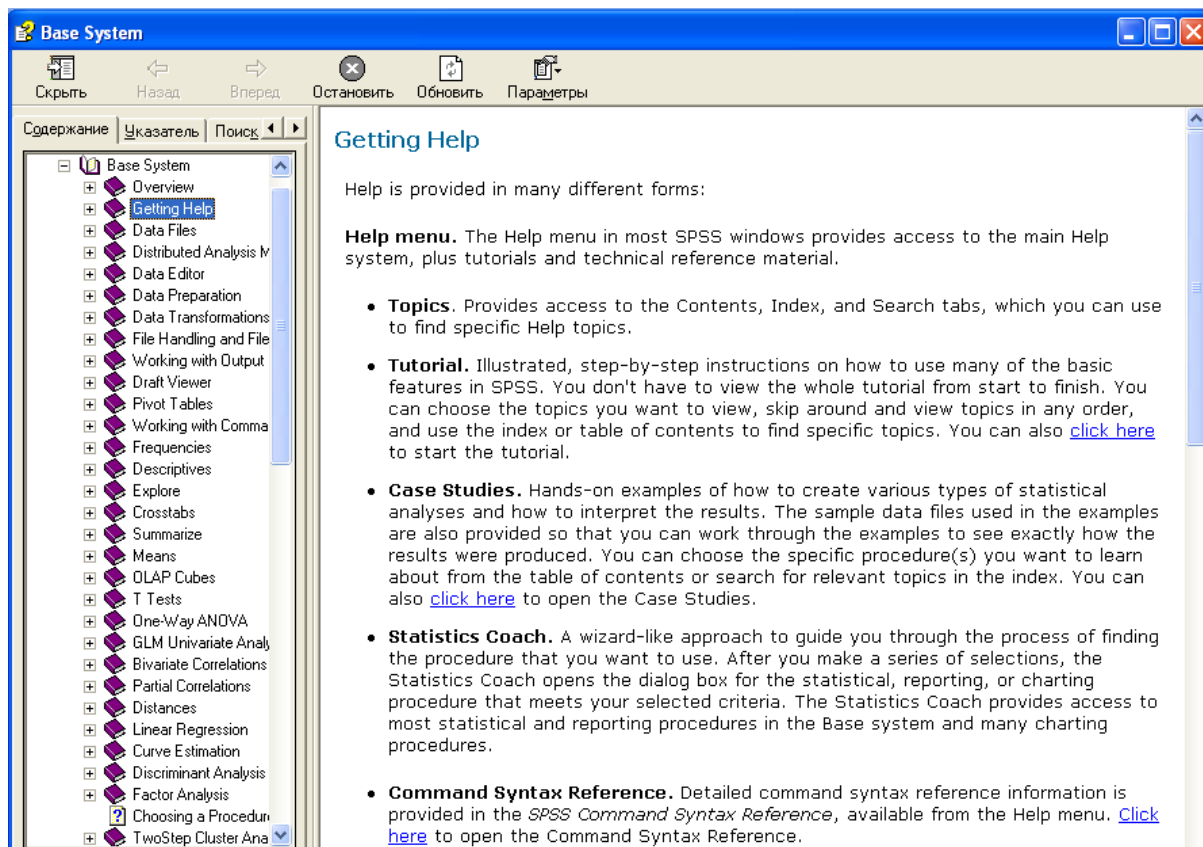 Base System
Скрыть
Назад
Вперед
Остановить
Обновить
Параметры
Содержание
Указатель
Поиск
Base System
Overview
Getting Help
Data Files
Distributed Analysis M
Data Editor
Data Preparation
Data Transformations
File Handling and File
Working with Output
Draft Viewer
Pivot Tables
Working with Comma
Frequencies
Descriptives
Explore
Crosstabs
Summarize
Means
OLAP Cubes
T Tests
One-Way ANOVA
GLM Univariate Analy
Bivariate Correlations
Partial Correlations
Distances
Linear Regression
Curve Estimation
Discriminant Analysis
Factor Analysis
Choosing a Procedur
TwoStep Cluster Ana
Getting Help
Help is provided in many different forms:
Help menu. The Help menu in most SPSS windows provides access to the main Help
system, plus tutorials and technical reference material.
• Topics. Provides access to the Contents, Index, and Search tabs, which you can use
to find specific Help topics.
• Tutorial. Illustrated, step-by-step instructions on how to use many of the basic
features in SPSS. You don't have to view the whole tutorial from start to finish. You
can choose the topics you want to view, skip around and view topics in any order,
and use the index or table of contents to find specific topics. You can also click here
to start the tutorial.
• Case Studies. Hands-on examples of how to create various types of statistical
analyses and how to interpret the results. The sample data files used in the examples
are also provided so that you can work through the examples to see exactly how the
results were produced. You can choose the specific procedure(s) you want to learn
about from the table of contents or search for relevant topics in the index. You can
also click here to open the Case Studies.
• Statistics Coach. A wizard-like approach to guide you through the process of finding
the procedure that you want to use. After you make a series of selections, the
Statistics Coach opens the dialog box for the statistical, reporting, or charting
procedure that meets your selected criteria. The Statistics Coach provides access to
most statistical and reporting procedures in the Base system and many charting
procedures.
• Command Syntax Reference. Detailed command syntax reference information is
provided in the SPSS Command Syntax Reference, available from the Help menu. Click
here to open the Command Syntax Reference.